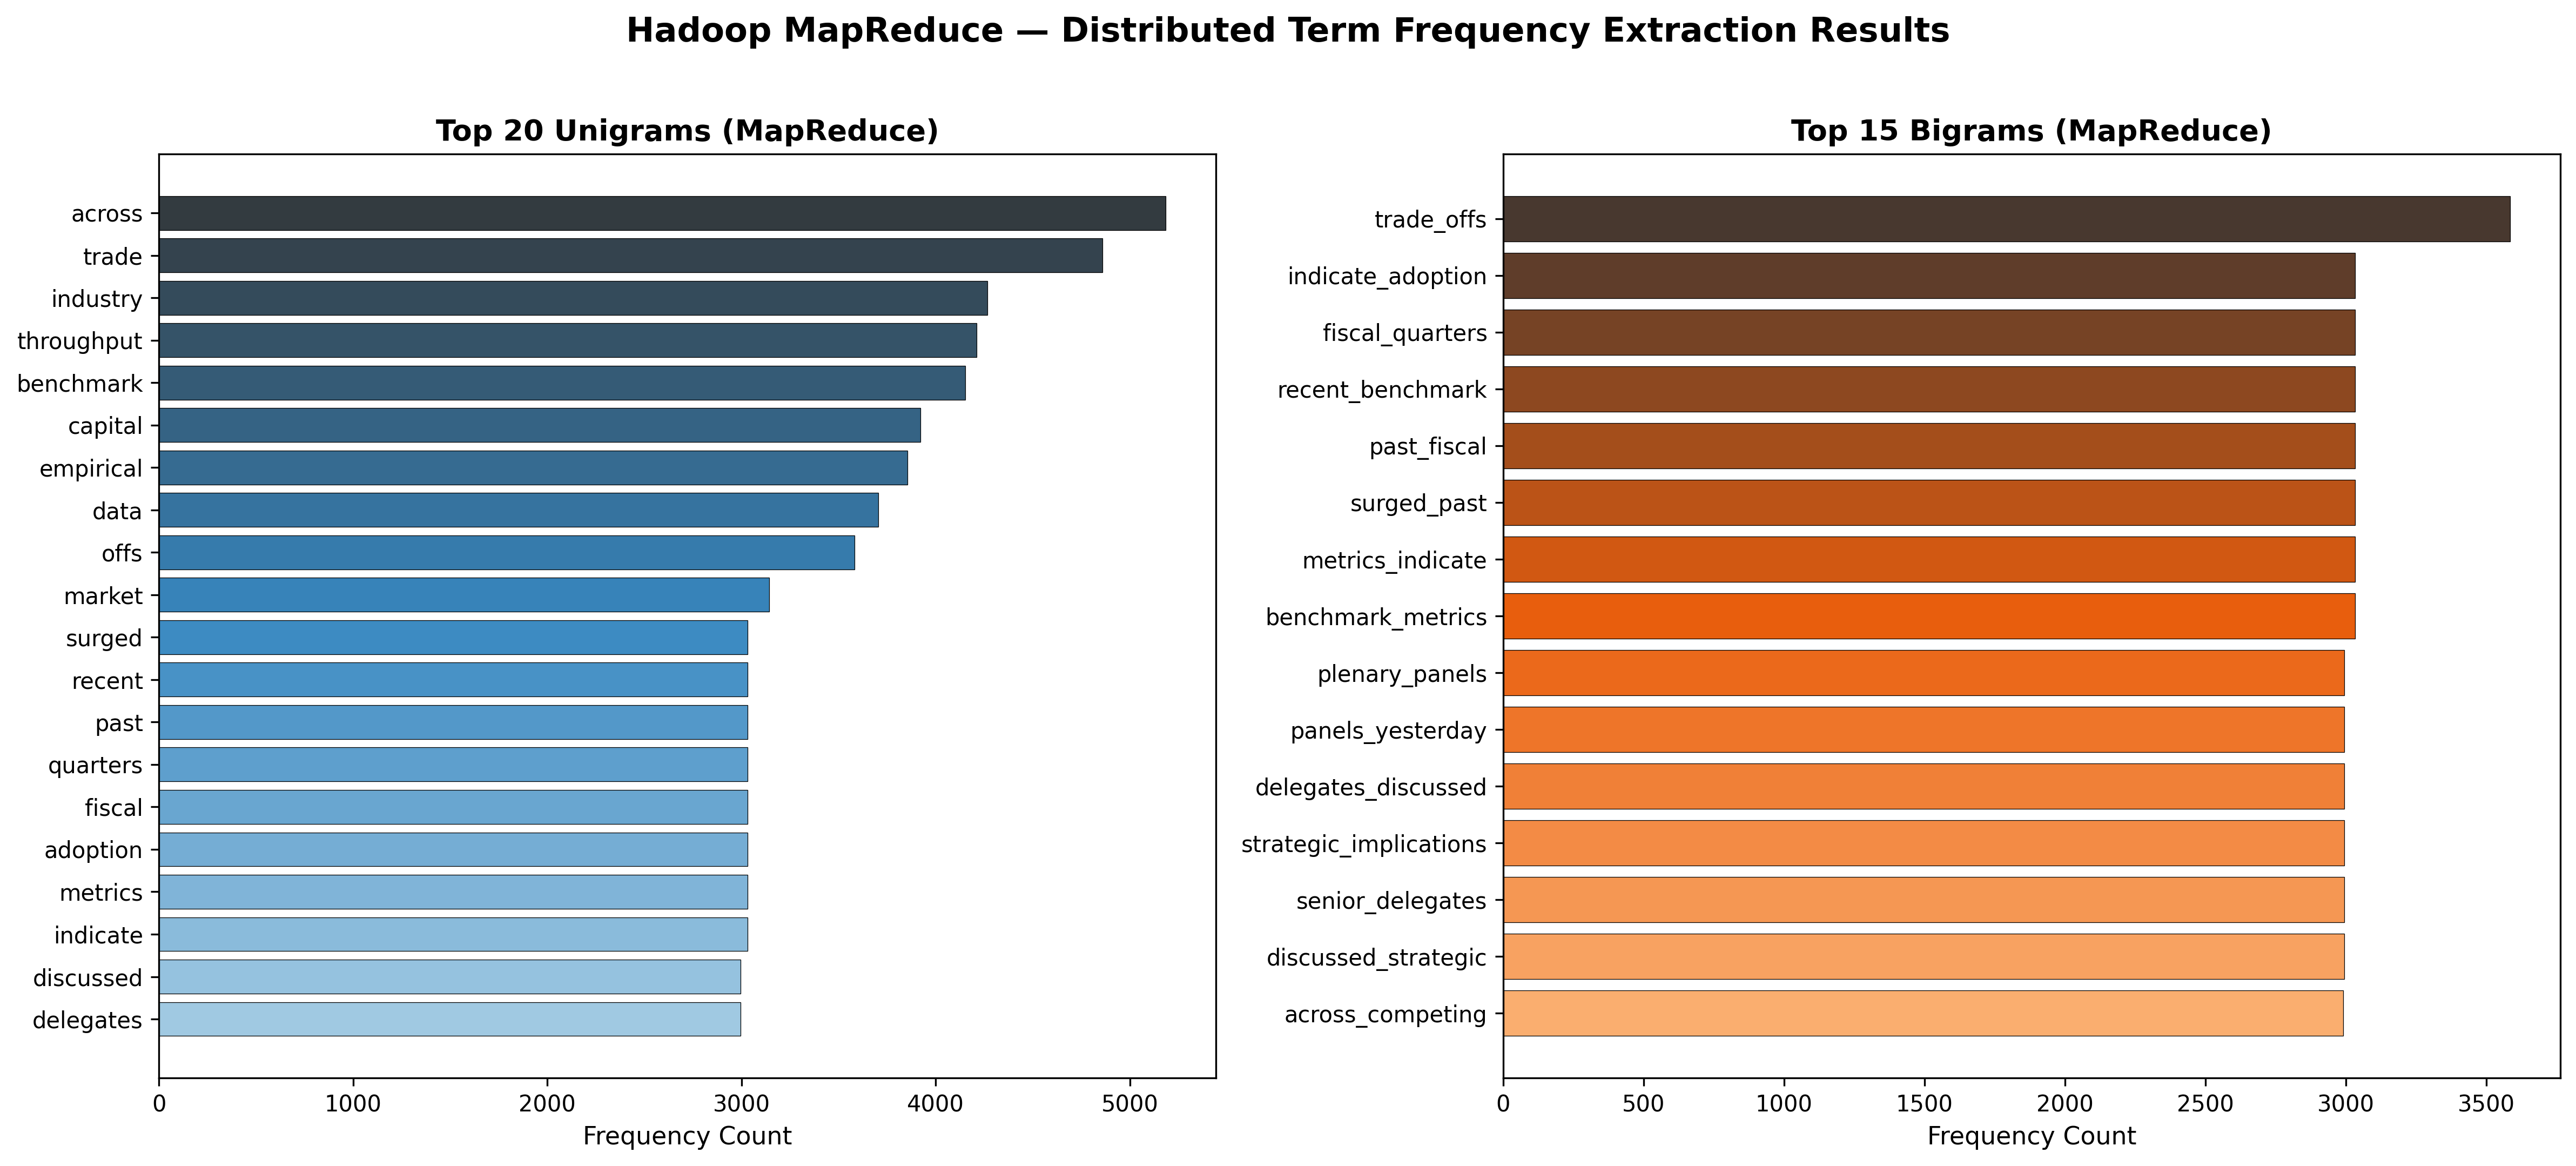 Hadoop MapReduce — Distributed Term Frequency Extraction Results
Top 20 Unigrams (MapReduce)
across
trade
industry
throughput
benchmark
capital
empirical
data
offs
market
surged
recent
past
quarters
fiscal
adoption
metrics
indicate
discussed
delegates
0 1000 2000 3000 4000 5000
Frequency Count
Top 15 Bigrams (MapReduce)
trade_offs
indicate_adoption
fiscal_quarters
recent_benchmark
past_fiscal
surged_past
metrics_indicate
benchmark_metrics
plenary_panels
panels_yesterday
delegates_discussed
strategic_implications
senior_delegates
discussed_strategic
across_competing
0 500 1000 1500 2000 2500 3000 3500
Frequency Count